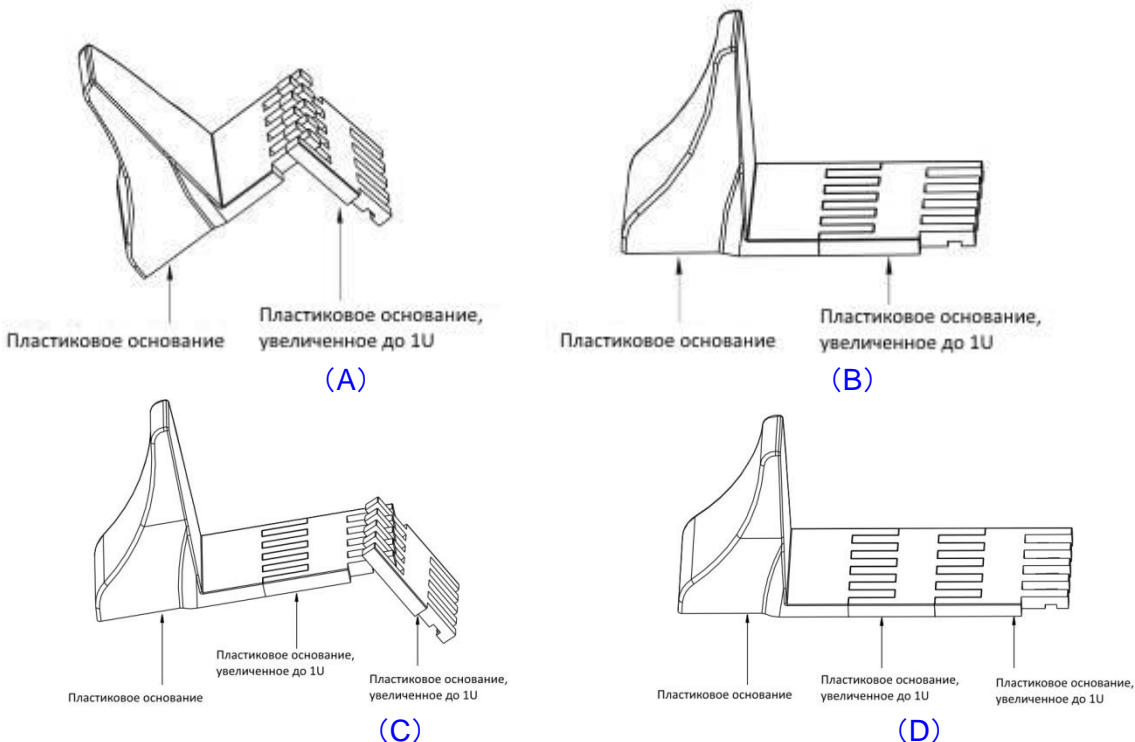 Пластиковое основание
Пластиковое основание,
увеличенное до 1U
(A)
Пластиковое основание
Пластиковое основание,
увеличенное до 1U
(B)
Пластиковое основание
Пластиковое основание,
увеличенное до 1U
Пластиковое основание,
увеличенное до 1U
(C)
Пластиковое основание
Пластиковое основание,
увеличенное до 1U
Пластиковое основание,
увеличенное до 1U
(D)